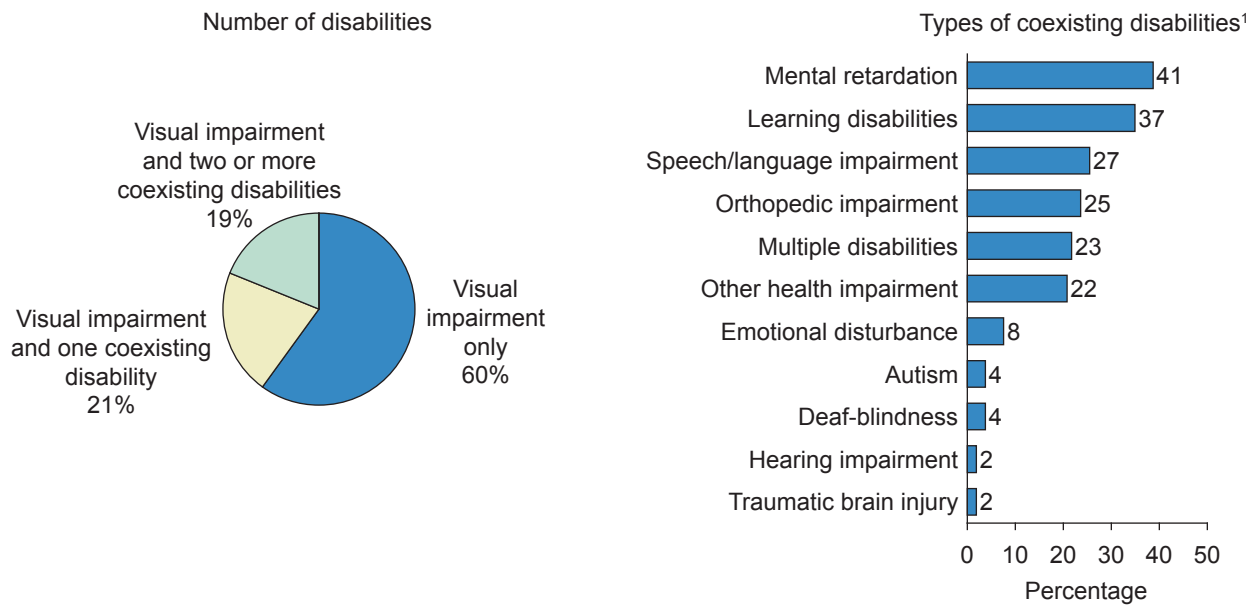 Number of disabilities
Visual impairment
and two or more
coexisting disabilities
19%
Visual
impairment
only
60%
Visual impairment
and one coexisting
disability
21%
Types of coexisting disabilities¹
Mental retardation 41
Learning disabilities 37
Speech/language impairment 27
Orthopedic impairment 25
Multiple disabilities 23
Other health impairment 22
Emotional disturbance 8
Autism 4
Deaf-blindness 4
Hearing impairment 2
Traumatic brain injury 2
0 10 20 30 40 50
Percentage